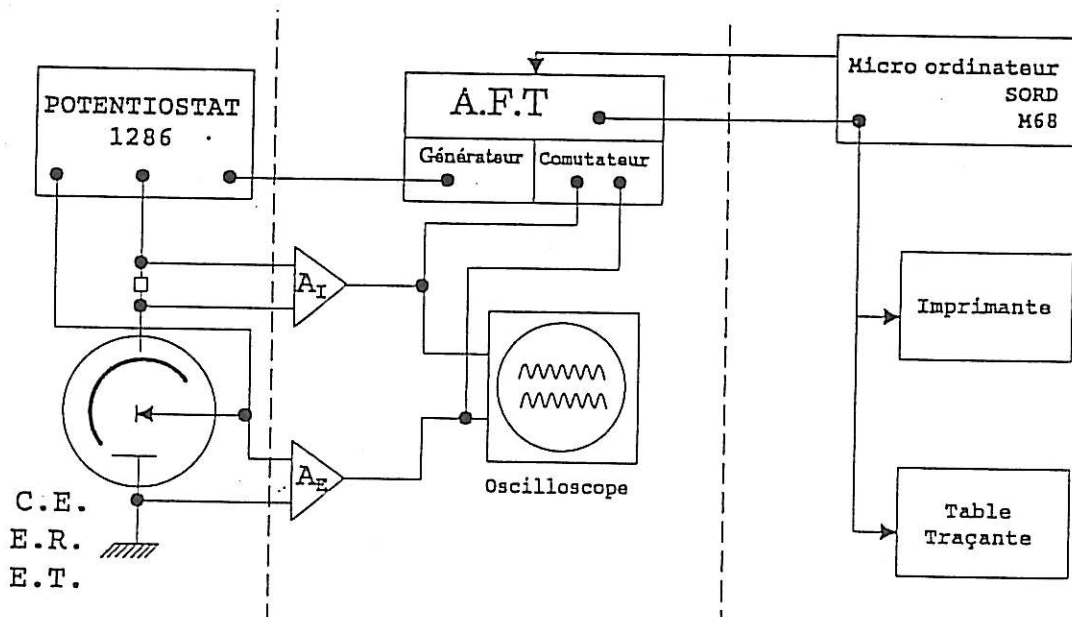 POTENTIOSTAT
1286
A.F.T
Générateur
Comutateur
Micro ordinateur
SORD
M68
AI
Imprimante
AE
Oscilloscope
C.E.
E.R.
E.T.
Table
Traçante